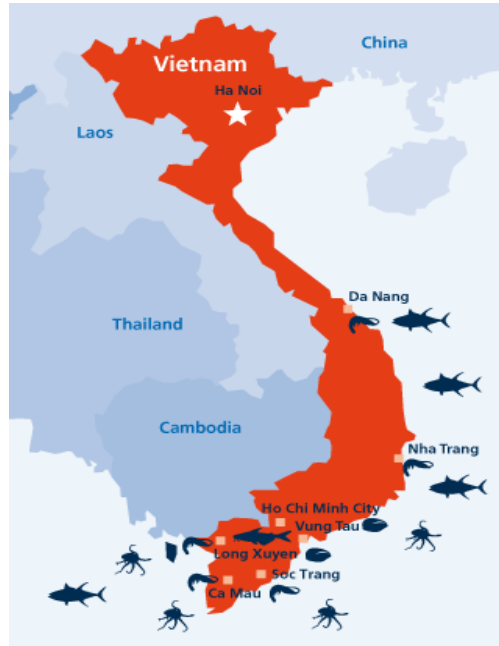 China
Vietnam
Ha Noi
Laos
Da Nang
Thailand
Cambodia
Nha Trang
Ho Chi Minh City
Vung Tau
Long Xuyen
Soc Trang
Ca Mau